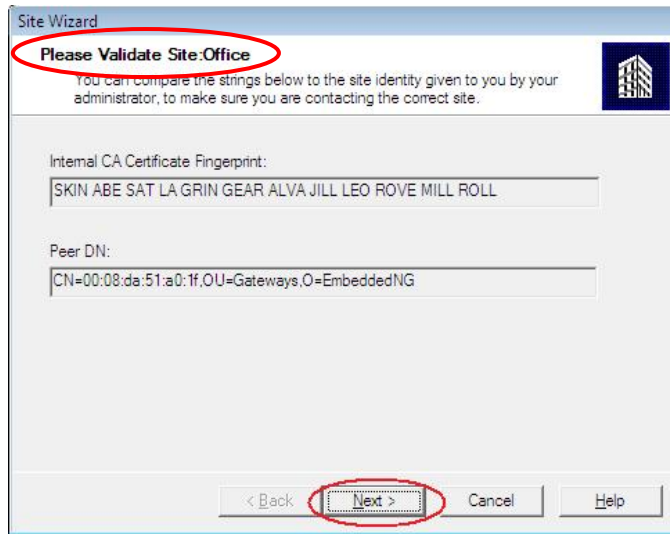 Site Wizard
Please Validate Site:Office
You can compare the strings below to the site identity given to you by your
administrator, to make sure you are contacting the correct site.
Internal CA Certificate Fingerprint:
SKIN ABE SAT LA GRIN GEAR ALVA JILL LEO ROVE MILL ROLL
Peer DN:
CN=00:08:da:51:a0:1f,OU=Gateways,O=EmbeddedNG
< Back Next > Cancel Help